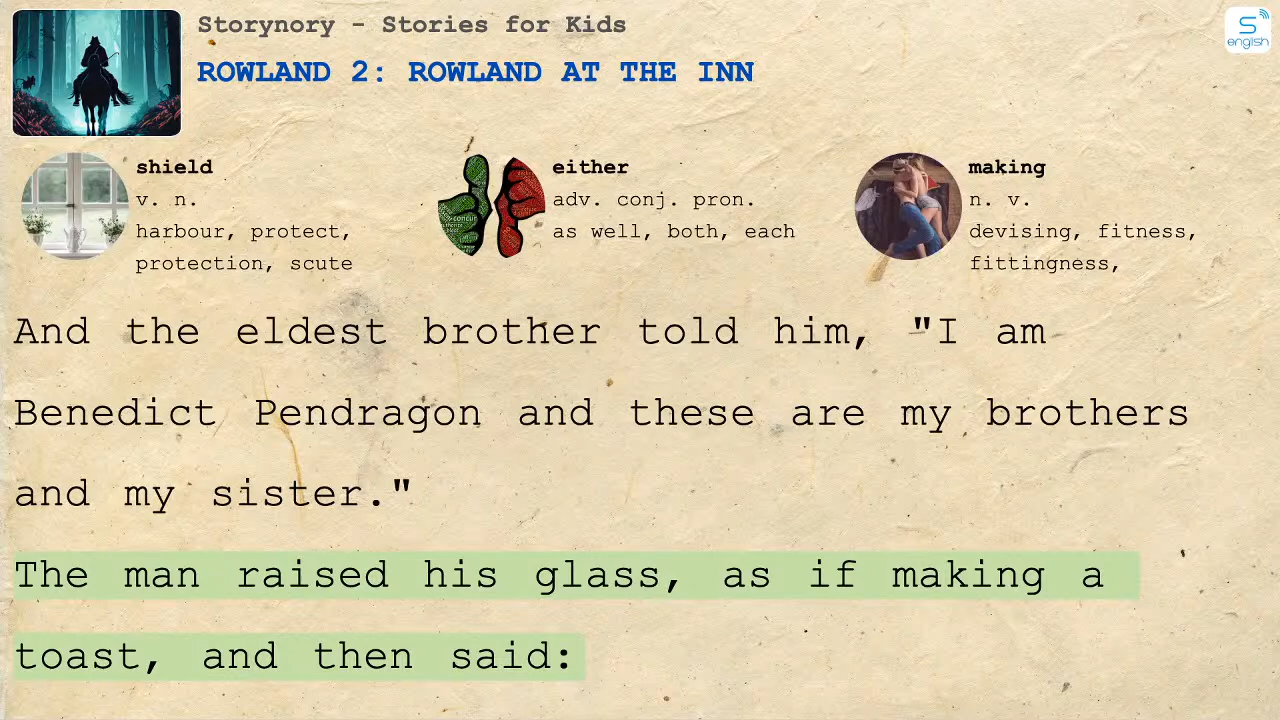 Storynory - Stories for Kids
ROWLAND 2: ROWLAND AT THE INN
S
english
shield
v. n.
harbour, protect,
protection, scute
either
adv. conj. pron.
as well, both, each
making
n. v.
devising, fitness,
fittingness,
And the eldest brother told him, "I am
Benedict Pendragon and these are my brothers
and my sister."
The man raised his glass, as if making a
toast, and then said: